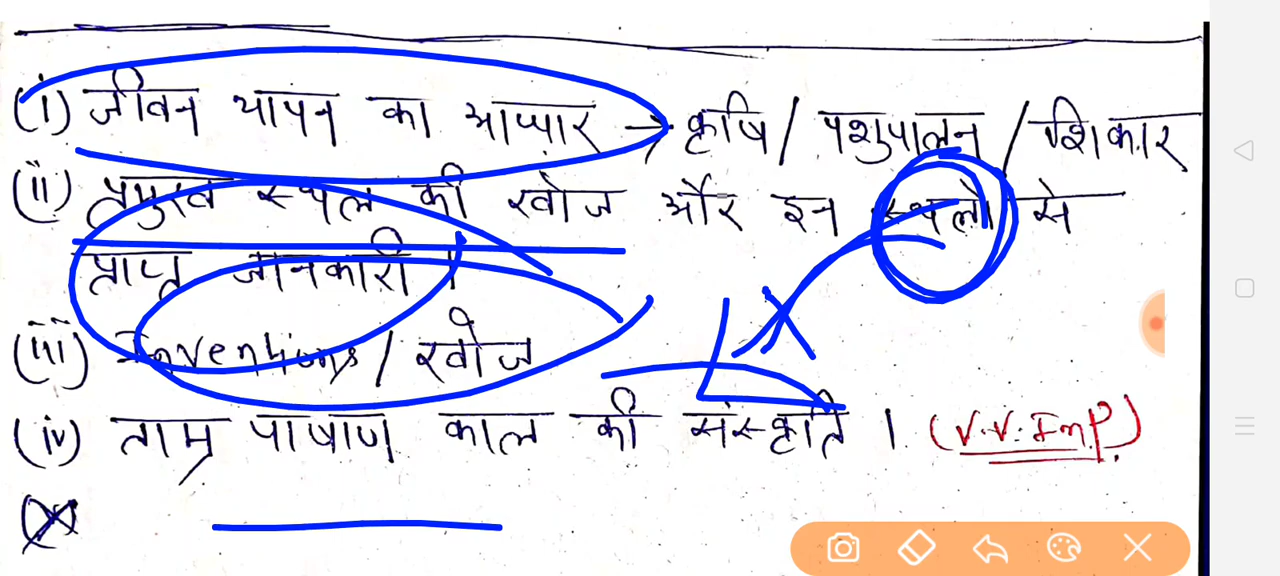 (i) जीवन यापन का आधार → कृषि / पशुपालन / शिकार
(ii) प्रमुख स्थल की खोज और इन स्थलों से
प्राप्त जानकारी ।
(iii) Inventions / खोज
(iv) ताम्र पाषाण काल की संस्कृति । (V.V.Imp)